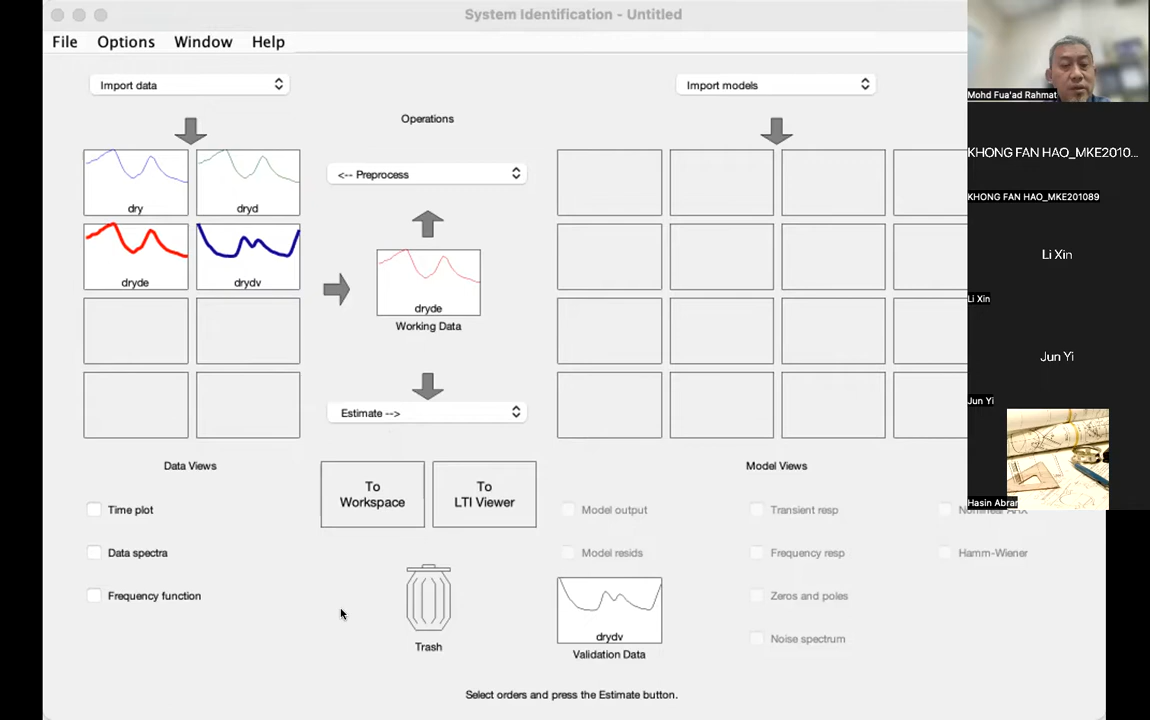 System Identification - Untitled
File Options Window Help
Import data
Import models
Operations
<-- Preprocess
dry
dryd
dryde
drydv
dryde
Working Data
Estimate -->
Data Views
Model Views
To
Workspace
To
LTI Viewer
Time plot
Data spectra
Frequency function
Model output
Model resids
Transient resp
Frequency resp
Zeros and poles
Noise spectrum
Nonlinear ARX
Hamm-Wiener
Trash
drydv
Validation Data
Select orders and press the Estimate button.
Mohd Fua'ad Rahmat
KHONG FAN HAO_MKE2010...
KHONG FAN HAO_MKE201089
Li Xin
Li Xin
Jun Yi
Jun Yi
Hasin Abrar